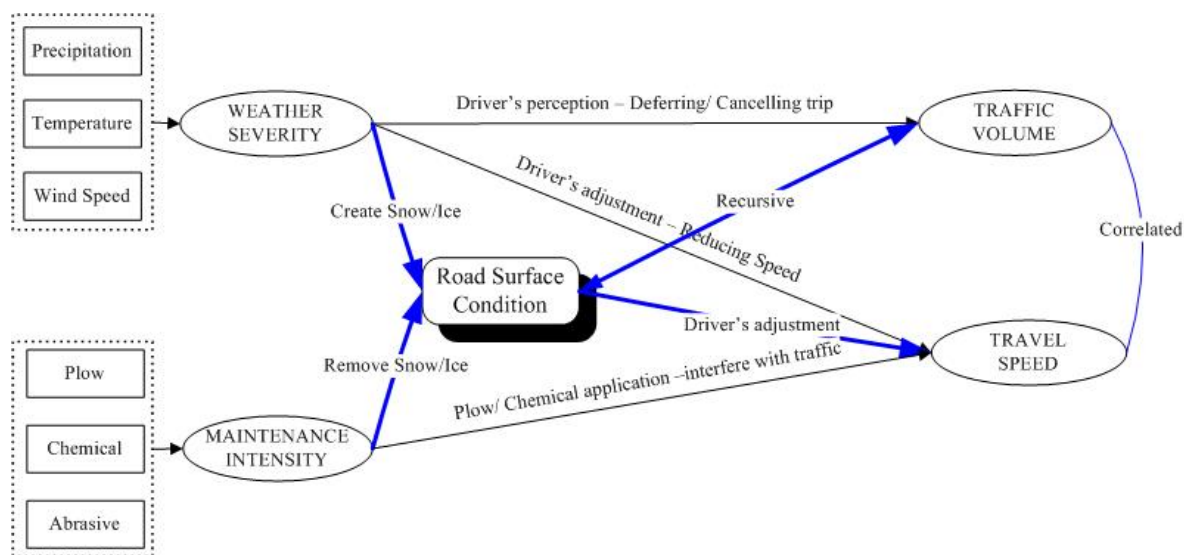 Precipitation
Temperature
Wind Speed
WEATHER
SEVERITY
Driver's perception – Deferring/ Cancelling trip
TRAFFIC
VOLUME
Driver's adjustment – Reducing Speed
Recursive
Create Snow/Ice
Correlated
Road Surface
Condition
Driver's adjustment
TRAVEL
SPEED
Remove Snow/Ice
Plow/ Chemical application –interfere with traffic
Plow
Chemical
Abrasive
MAINTENANCE
INTENSITY